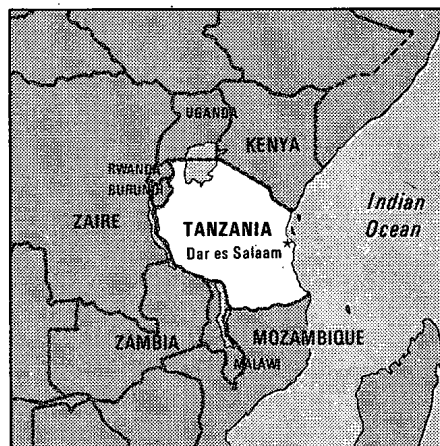 UGANDA
KENYA
RWANDA
BURUNDI
ZAIRE
TANZANIA
Dar es Salaam
Indian
Ocean
ZAMBIA
MOZAMBIQUE
MALAWI